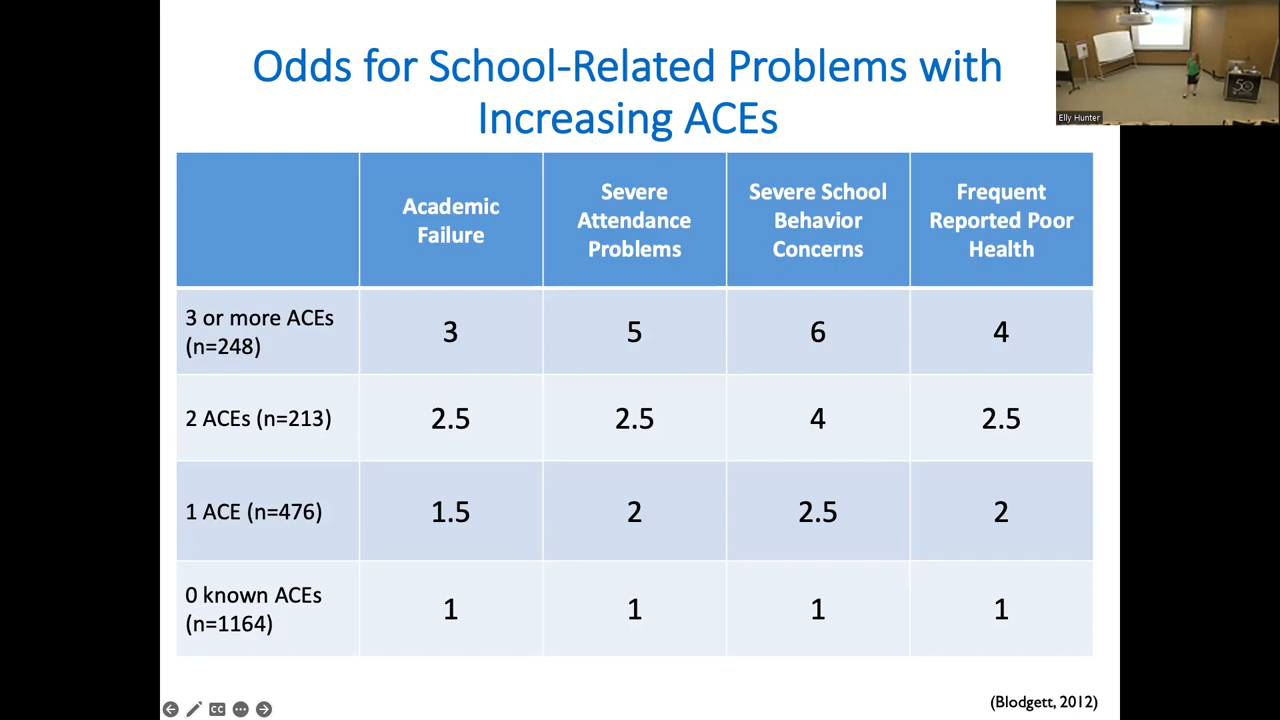 Odds for School-Related Problems with
Increasing ACEs
Elly Hunter
50
Academic
Failure
Severe
Attendance
Problems
Severe School
Behavior
Concerns
Frequent
Reported Poor
Health
3 or more ACEs
(n=248)
3
5
6
4
2 ACEs (n=213)
2.5
2.5
4
2.5
1 ACE (n=476)
1.5
2
2.5
2
0 known ACEs
(n=1164)
1
1
1
1
CC
(Blodgett, 2012)